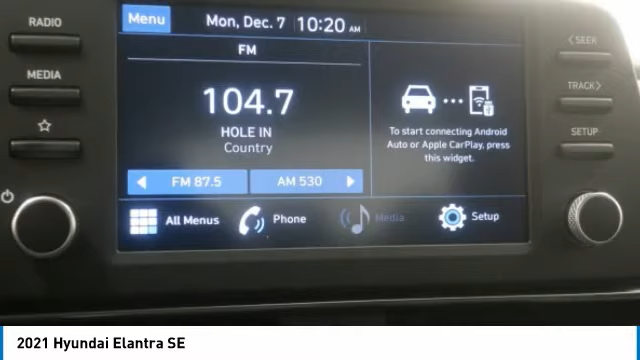 RADIO
MEDIA
Menu
Mon, Dec. 7 10:20 AM
FM
104.7
HOLE IN
Country
FM 87.5
AM 530
To start connecting Android
Auto or Apple CarPlay, press
this widget.
All Menus
Phone
Media
Setup
SEEK
TRACK
SETUP
2021 Hyundai Elantra SE